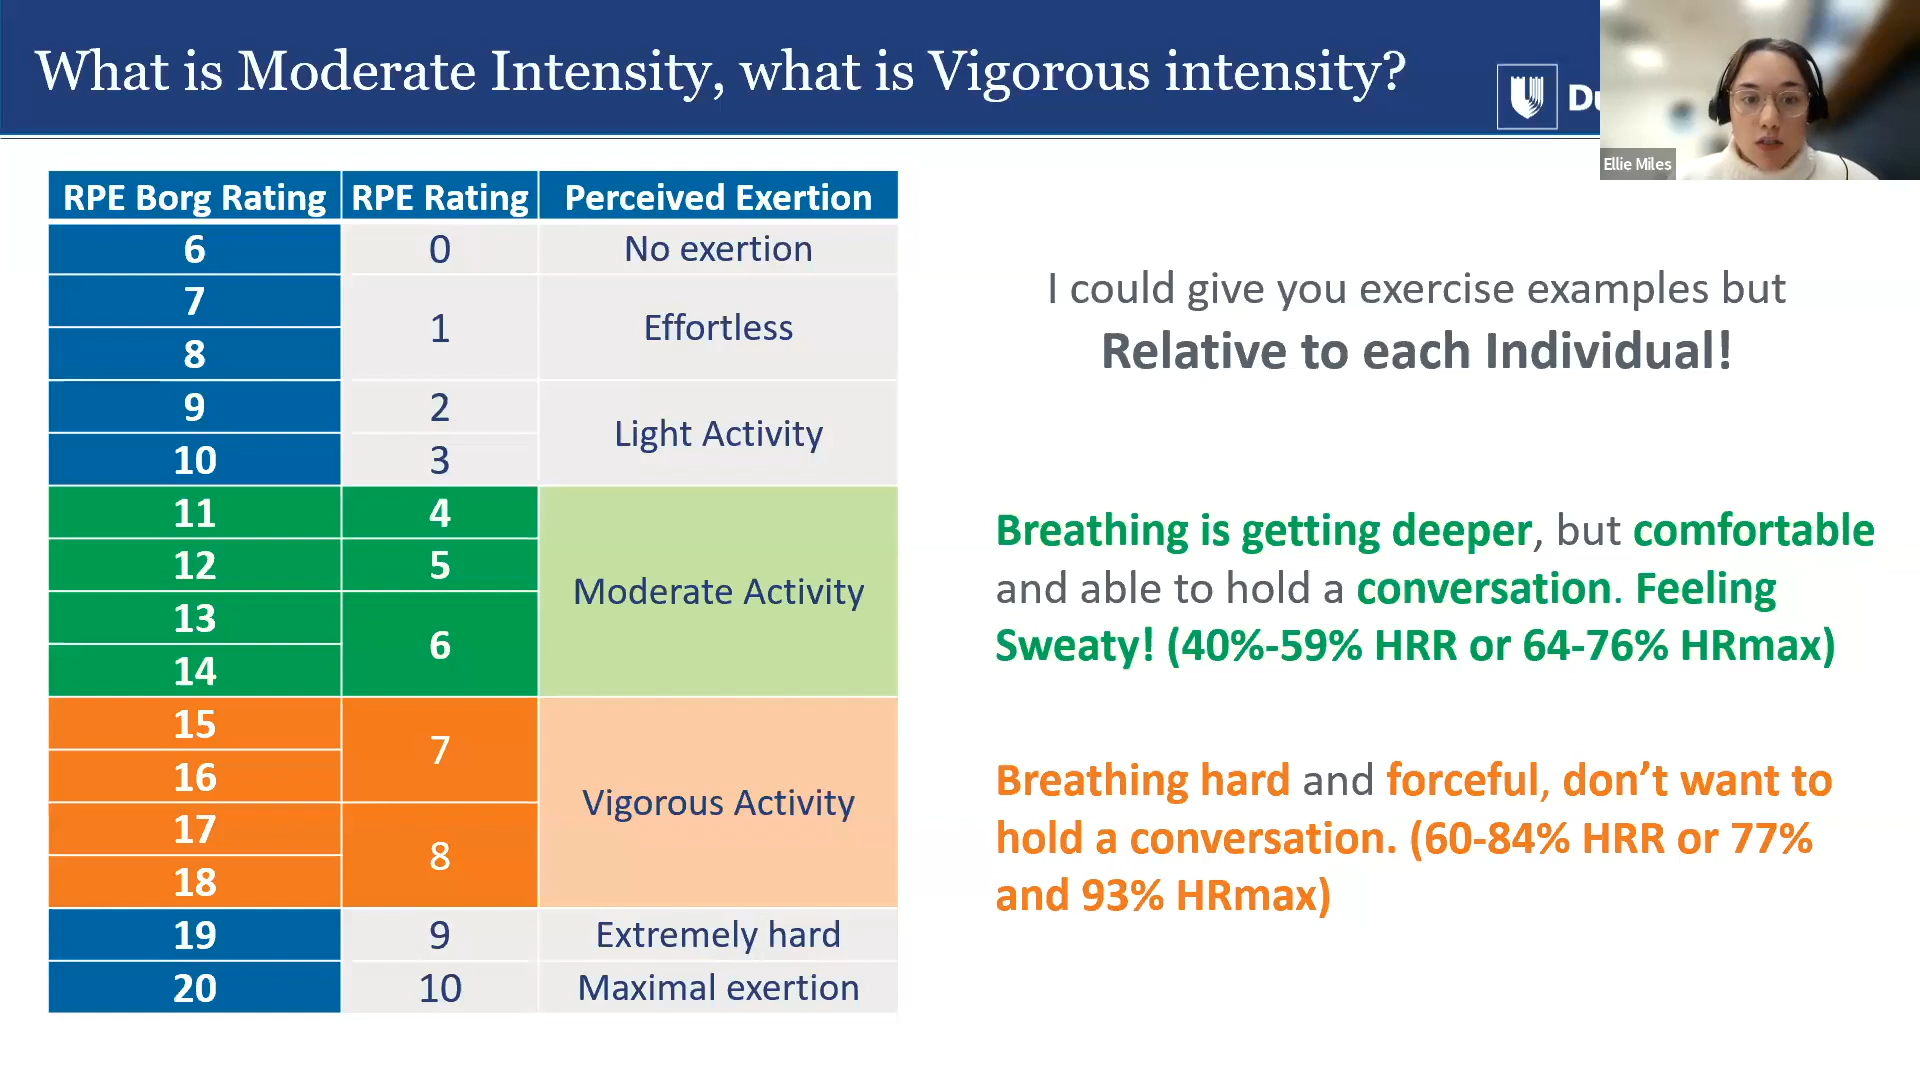 What is Moderate Intensity, what is Vigorous intensity?
Ellie Miles
RPE Borg Rating RPE Rating Perceived Exertion
6 0 No exertion
7
1 Effortless
8
9 2
Light Activity
10 3
11 4
12 5
Moderate Activity
13
6
14
15
7
16
Vigorous Activity
17
8
18
19 9 Extremely hard
20 10 Maximal exertion
I could give you exercise examples but
Relative to each Individual!
Breathing is getting deeper, but comfortable
and able to hold a conversation. Feeling
Sweaty! (40%-59% HRR or 64-76% HRmax)
Breathing hard and forceful, don’t want to
hold a conversation. (60-84% HRR or 77%
and 93% HRmax)